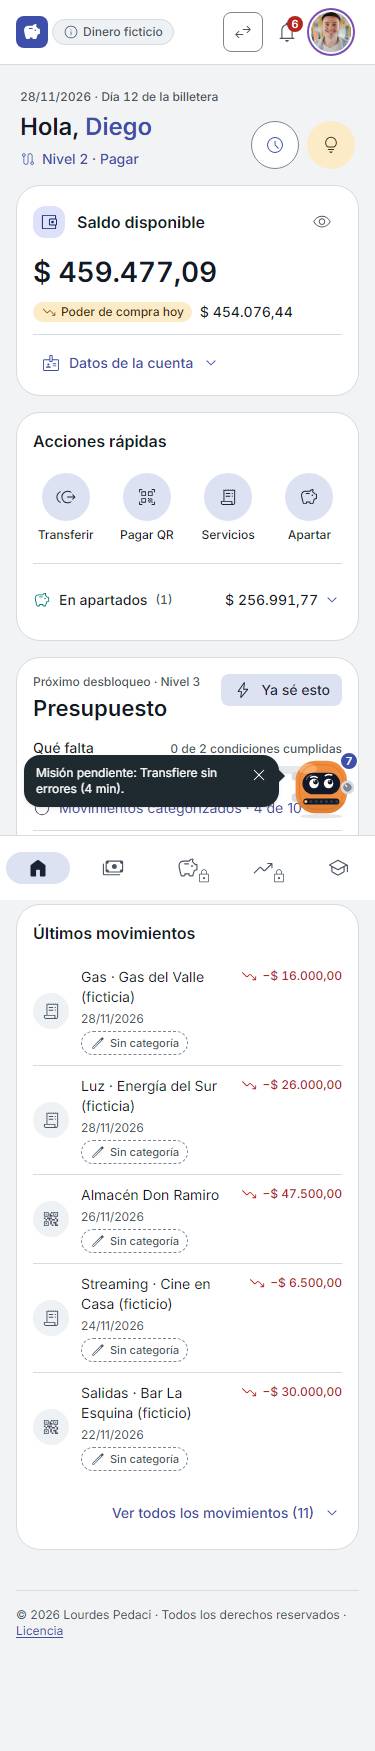 Dinero ficticio
6
28/11/2026 · Día 12 de la billetera
Hola, Diego
Nivel 2 · Pagar
Saldo disponible
$ 459.477,09
Poder de compra hoy $ 454.076,44
Datos de la cuenta
Acciones rápidas
Transferir Pagar QR Servicios Apartar
En apartados (1) $ 256.991,77
Próximo desbloqueo · Nivel 3
Presupuesto
Ya sé esto
Qué falta 0 de 2 condiciones cumplidas
Misión pendiente: Transfiere sin
errores (4 min).
7
Movimientos categorizados · 4 de 10
Últimos movimientos
Gas · Gas del Valle
(ficticia)
−$ 16.000,00
28/11/2026
Sin categoría
Luz · Energía del Sur
(ficticia)
−$ 26.000,00
28/11/2026
Sin categoría
Almacén Don Ramiro
−$ 47.500,00
26/11/2026
Sin categoría
Streaming · Cine en
Casa (ficticio)
−$ 6.500,00
24/11/2026
Sin categoría
Salidas · Bar La
Esquina (ficticio)
−$ 30.000,00
22/11/2026
Sin categoría
Ver todos los movimientos (11)
© 2026 Lourdes Pedaci · Todos los derechos reservados ·
Licencia